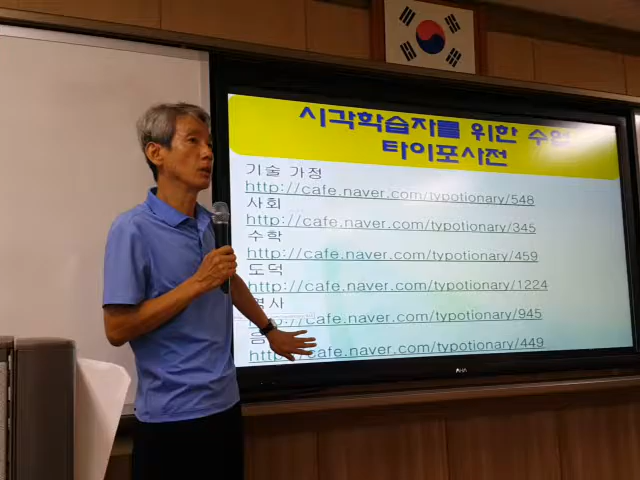 시각학습자를 위한 수업
타이포사전
기술 가정
http://cafe.naver.com/typotionary/548
사회
http://cafe.naver.com/typotionary/345
수학
http://cafe.naver.com/typotionary/459
도덕
http://cafe.naver.com/typotionary/1224
역사
http://cafe.naver.com/typotionary/945
http://cafe.naver.com/typotionary/449